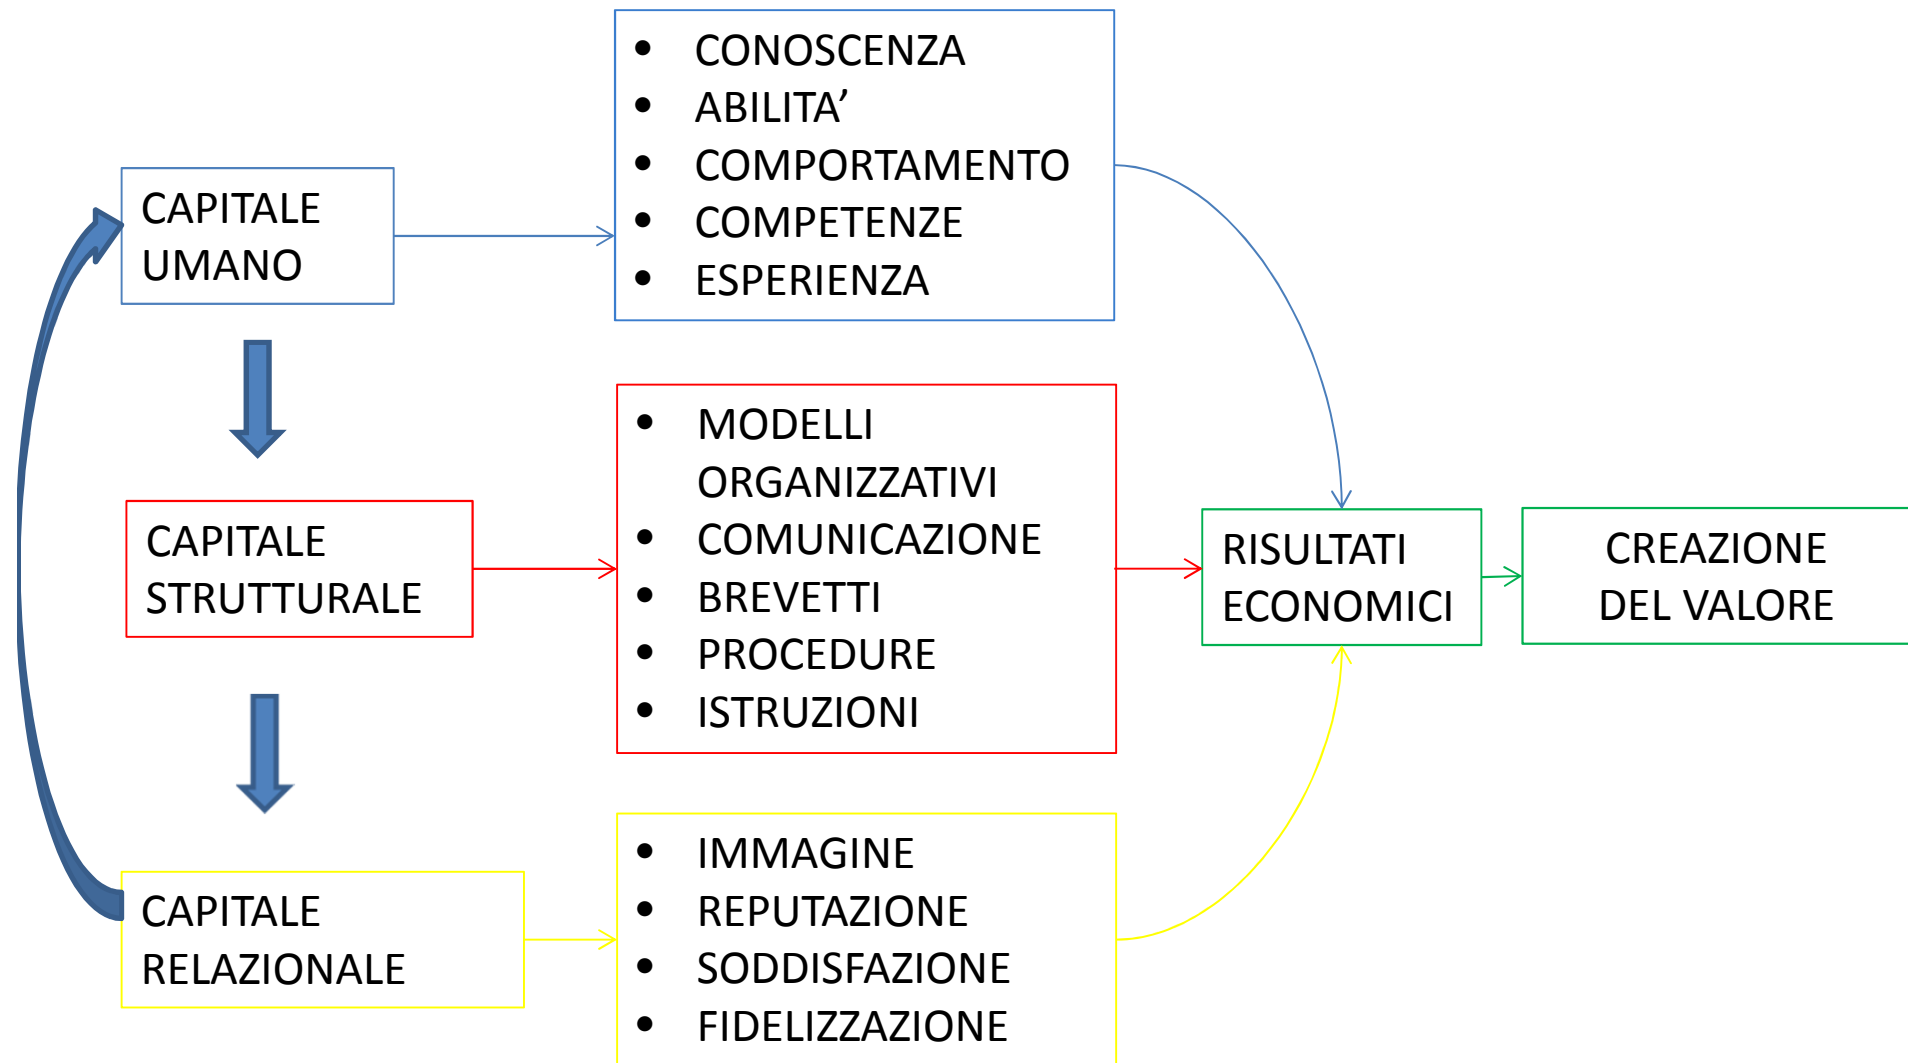 CAPITALE
UMANO
• CONOSCENZA
• ABILITA’
• COMPORTAMENTO
• COMPETENZE
• ESPERIENZA
CAPITALE
STRUTTURALE
• MODELLI
ORGANIZZATIVI
• COMUNICAZIONE
• BREVETTI
• PROCEDURE
• ISTRUZIONI
CAPITALE
RELAZIONALE
• IMMAGINE
• REPUTAZIONE
• SODDISFAZIONE
• FIDELIZZAZIONE
RISULTATI
ECONOMICI
CREAZIONE
DEL VALORE